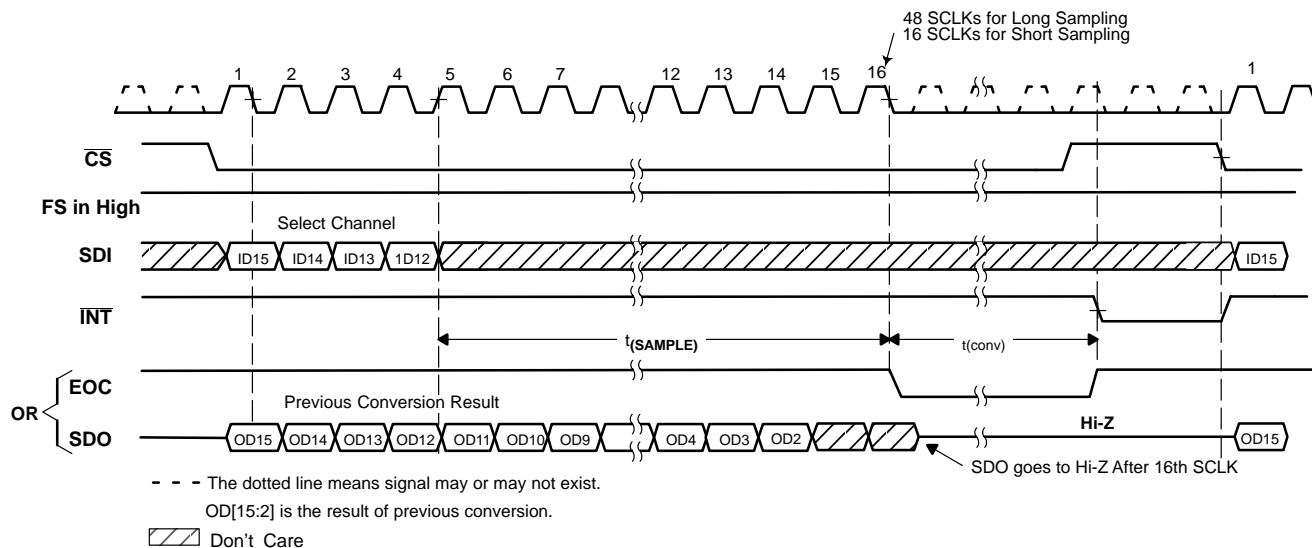 48 SCLKs for Long Sampling
16 SCLKs for Short Sampling
1 2 3 4 5 6 7 12 13 14 15 16 1
CS
FS in High
Select Channel
SDI ID15 ID14 ID13 1D12 ID15
INT
t(SAMPLE) t(conv)
EOC
OR
Previous Conversion Result
SDO OD15 OD14 OD13 OD12 OD11 OD10 OD9 OD4 OD3 OD2 Hi-Z OD15
SDO goes to Hi-Z After 16th SCLK
The dotted line means signal may or may not exist.
OD[15:2] is the result of previous conversion.
Don't Care